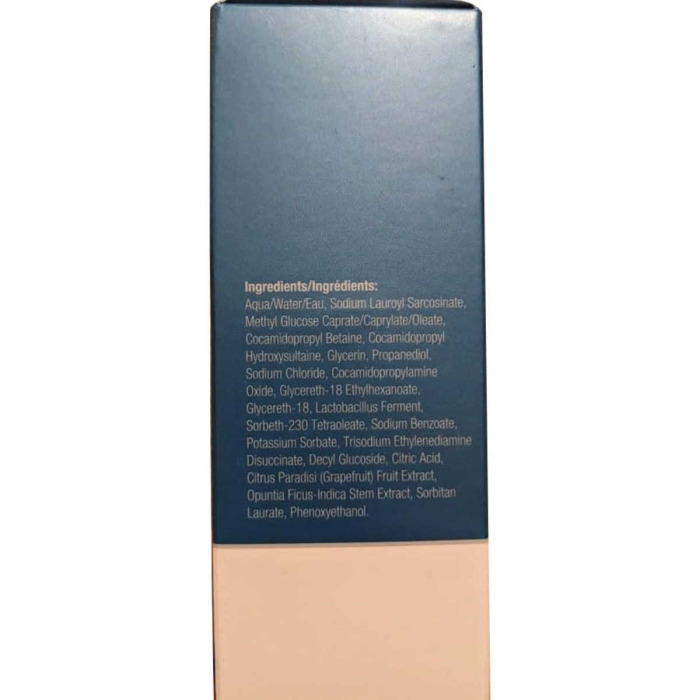 Ingredients/Ingrédients:
Aqua/Water/Eau, Sodium Lauroyl Sarcosinate,
Methyl Glucose Caprate/Caprylate/Oleate,
Cocamidopropyl Betaine, Cocamidopropyl
Hydroxysultaine, Glycerin, Propanediol,
Sodium Chloride, Cocamidopropylamine
Oxide, Glycereth-18 Ethylhexanoate,
Glycereth-18, Lactobacillus Ferment,
Sorbeth-230 Tetraoleate, Sodium Benzoate,
Potassium Sorbate, Trisodium Ethylenediamine
Disuccinate, Decyl Glucoside, Citric Acid,
Citrus Paradisi (Grapefruit) Fruit Extract,
Opuntia Ficus-Indica Stem Extract, Sorbitan
Laurate, Phenoxyethanol.